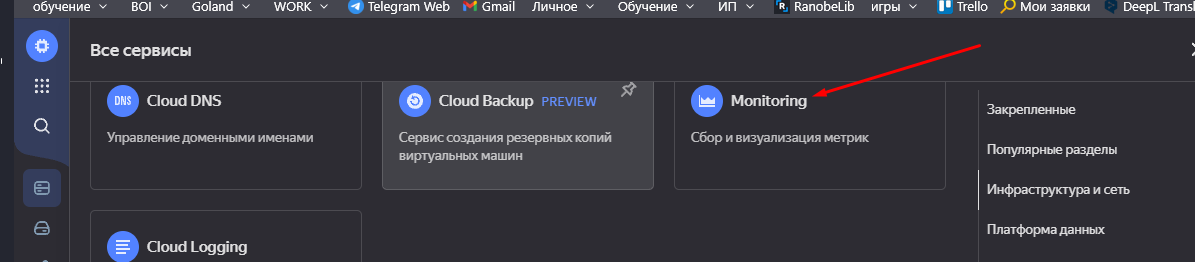 обучение BOI Goland WORK Telegram Web Gmail Личное Обучение ИП RanobeLib игры Trello Мои заявки DeepL Trans
Все сервисы
DNS Cloud DNS
Управление доменными именами
Cloud Backup PREVIEW
Сервис создания резервных копий
виртуальных машин
Monitoring
Сбор и визуализация метрик
Cloud Logging
Закрепленные
Популярные разделы
Инфраструктура и сеть
Платформа данных